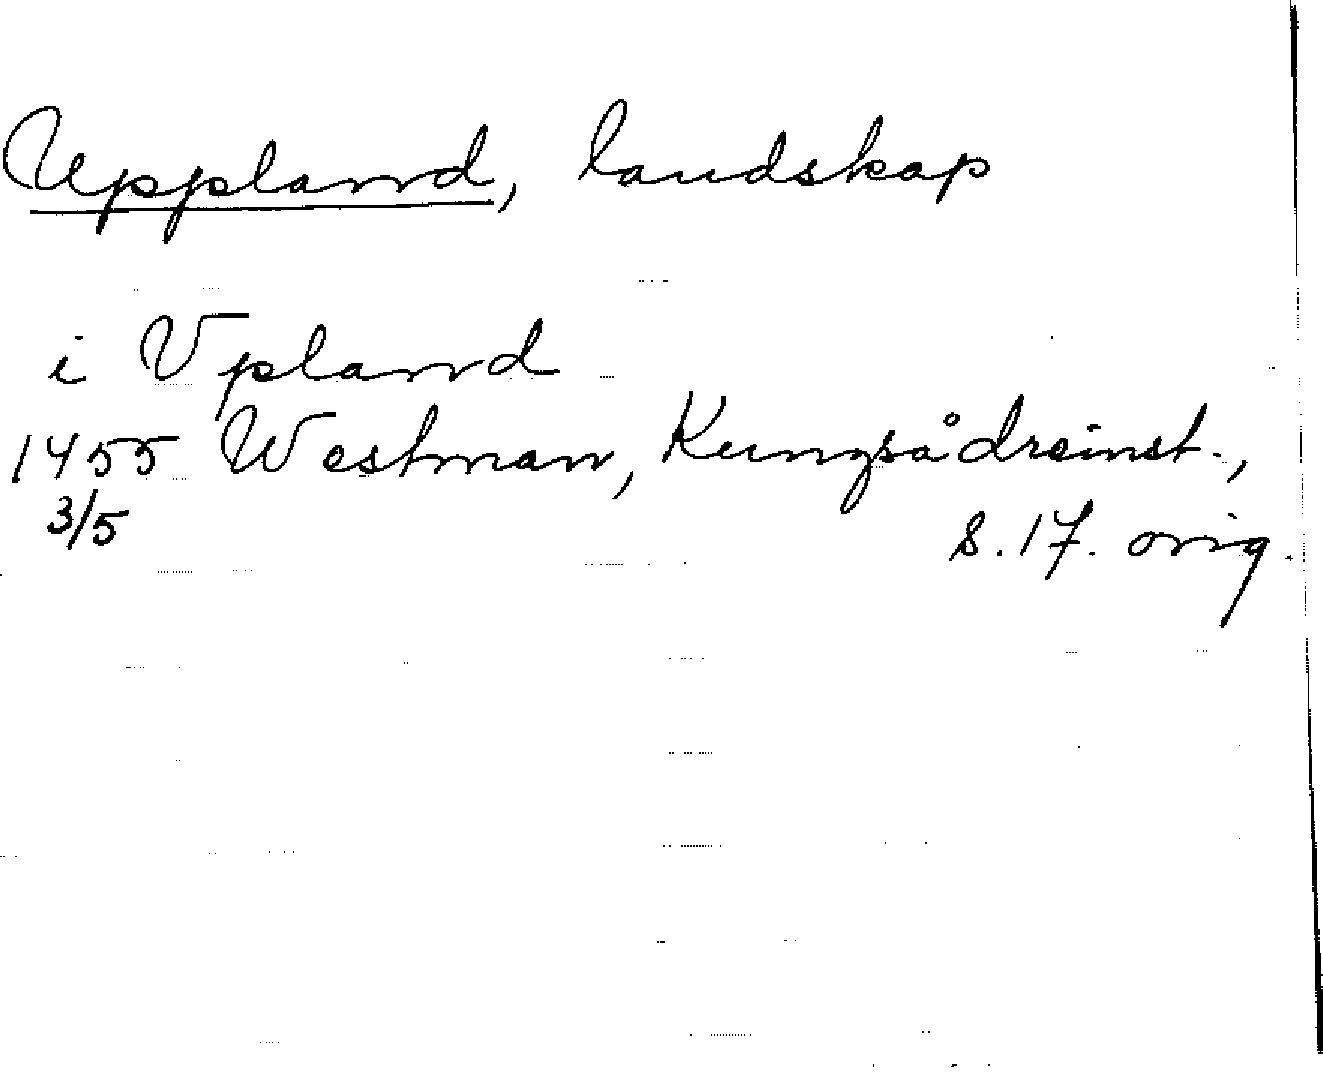 Uppland, landskap
i Vpland
1455 Westman, Kungsådreinst.,
3/5 s. 17. orig.